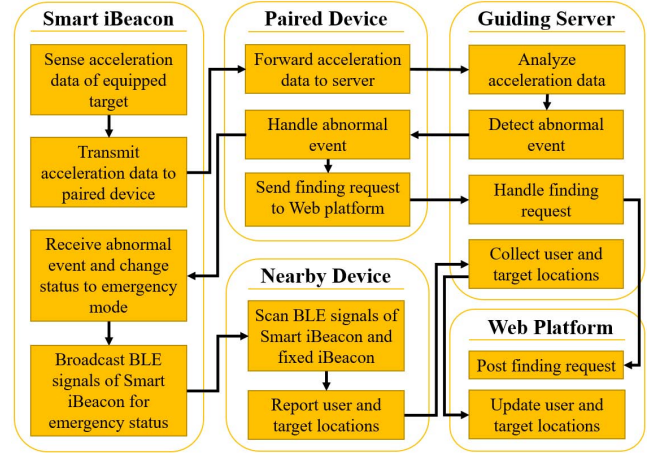 Smart iBeacon
Sense acceleration
data of equipped
target
Transmit
acceleration data to
paired device
Receive abnormal
event and change
status to emergency
mode
Broadcast BLE
signals of Smart
iBeacon for
emergency status
Paired Device
Forward acceleration
data to server
Handle abnormal
event
Send finding request
to Web platform
Nearby Device
Scan BLE signals of
Smart iBeacon and
fixed iBeacon
Report user and
target locations
Guiding Server
Analyze
acceleration data
Detect abnormal
event
Handle finding
request
Collect user and
target locations
Web Platform
Post finding request
Update user and
target locations